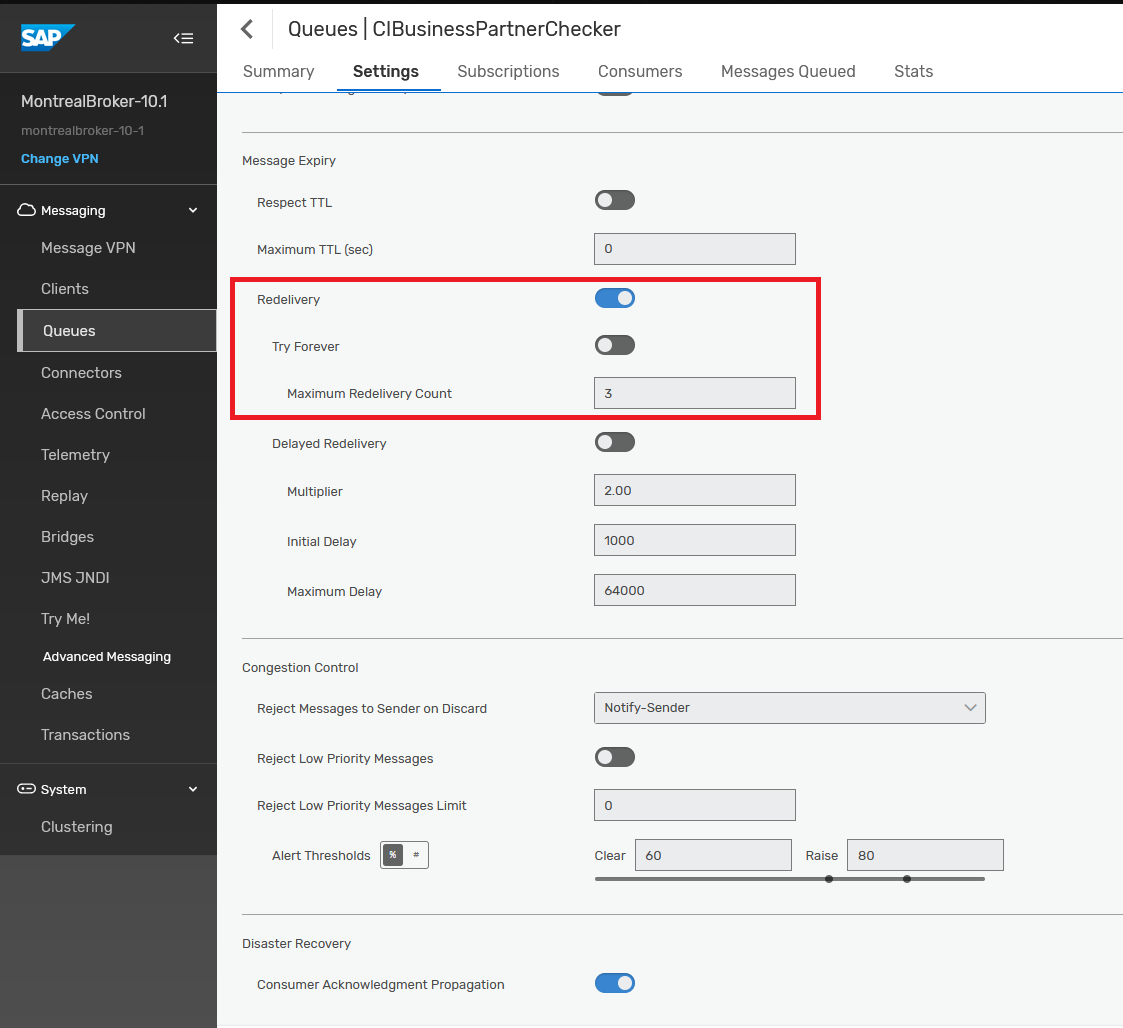 SAP
MontrealBroker-10.1
montrealbroker-10-1
Change VPN
Messaging
Message VPN
Clients
Queues
Connectors
Access Control
Telemetry
Replay
Bridges
JMS JNDI
Try Me!
Advanced Messaging
Caches
Transactions
System
Clustering
Queues | CIBusinessPartnerChecker
Summary Settings Subscriptions Consumers Messages Queued Stats
Message Expiry
Respect TTL
Maximum TTL (sec) 0
Redelivery
Try Forever
Maximum Redelivery Count 3
Delayed Redelivery
Multiplier 2.00
Initial Delay 1000
Maximum Delay 64000
Congestion Control
Reject Messages to Sender on Discard Notify-Sender
Reject Low Priority Messages
Reject Low Priority Messages Limit 0
Alert Thresholds % # Clear 60 Raise 80
Disaster Recovery
Consumer Acknowledgment Propagation